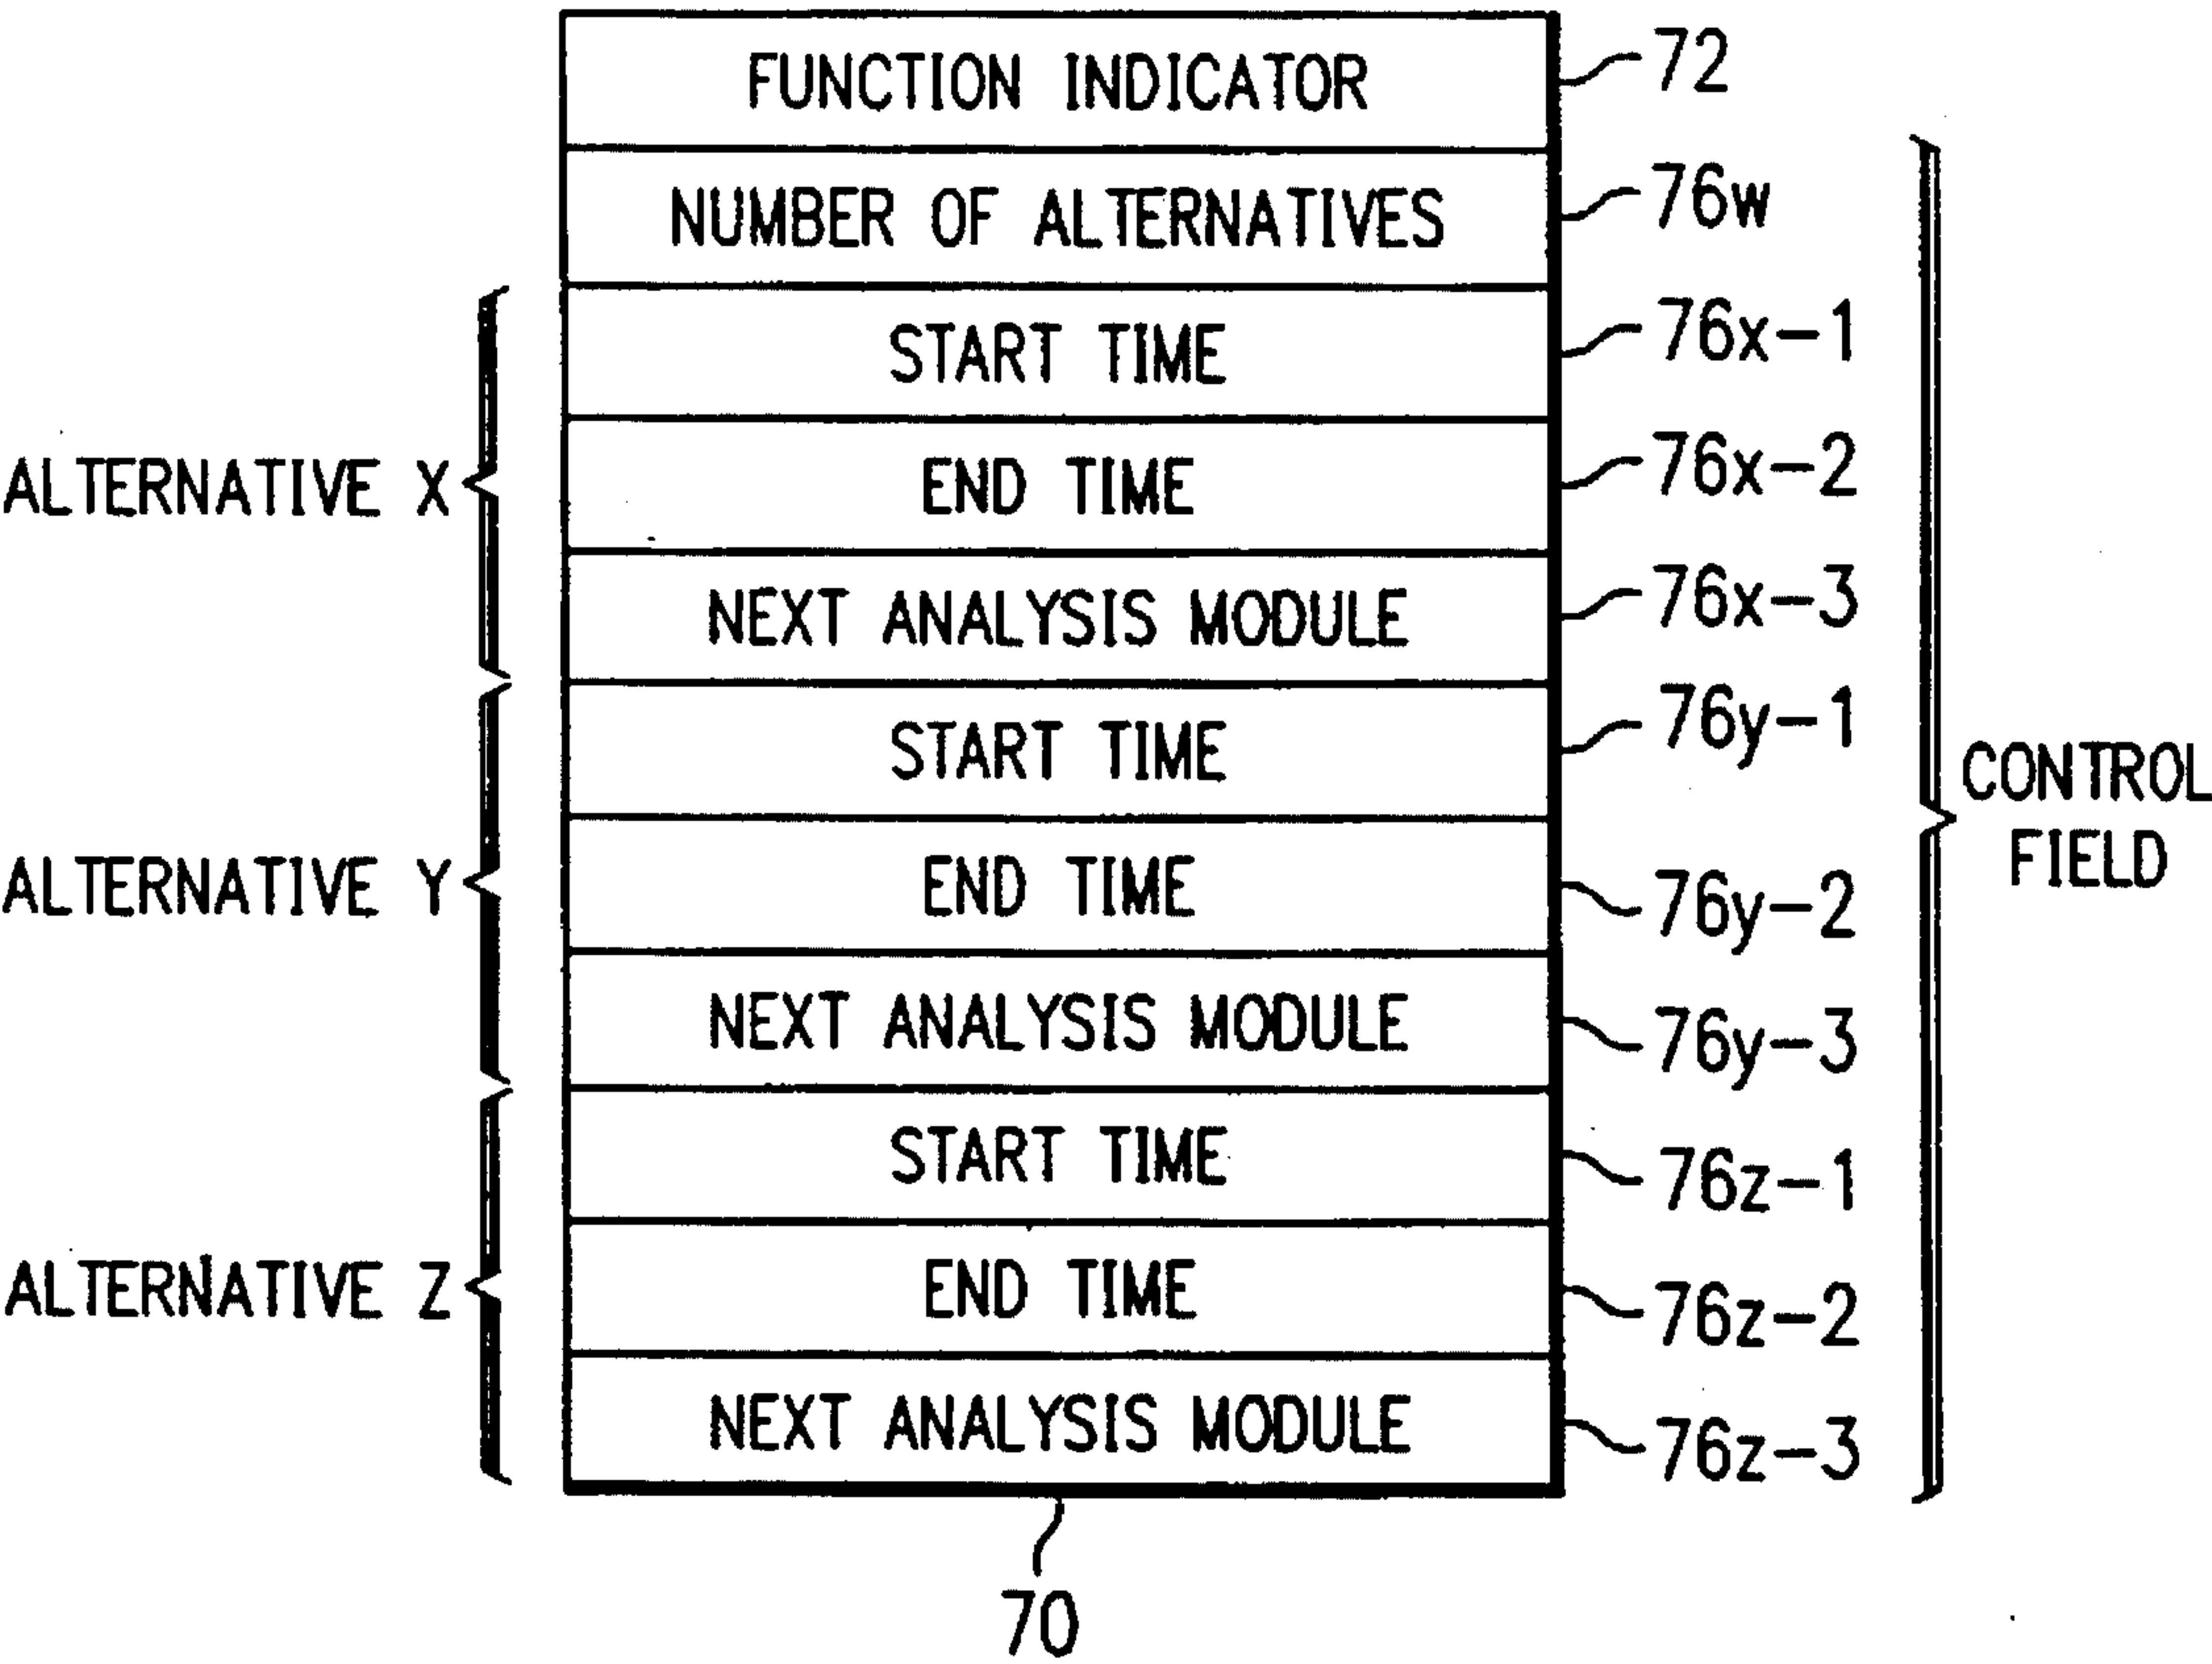 FUNCTION INDICATOR 72
NUMBER OF ALTERNATIVES 76w
START TIME 76x-1
ALTERNATIVE X END TIME 76x-2
NEXT ANALYSIS MODULE 76x-3
START TIME 76y-1
CONTROL
FIELD
ALTERNATIVE Y END TIME 76y-2
NEXT ANALYSIS MODULE 76y-3
START TIME 76z-1
ALTERNATIVE Z END TIME 76z-2
NEXT ANALYSIS MODULE 76z-3
70